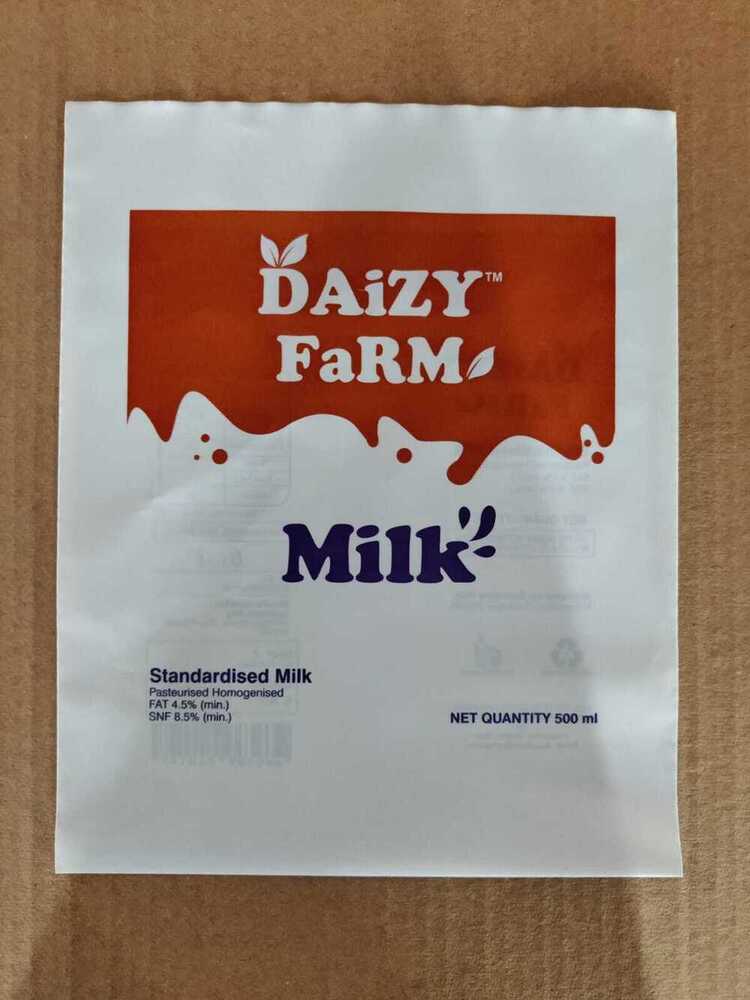 DAiZY™
FaRM
Milk
Standardised Milk
Pasteurised Homogenised
FAT 4.5% (min.)
SNF 8.5% (min.)
NET QUANTITY 500 ml